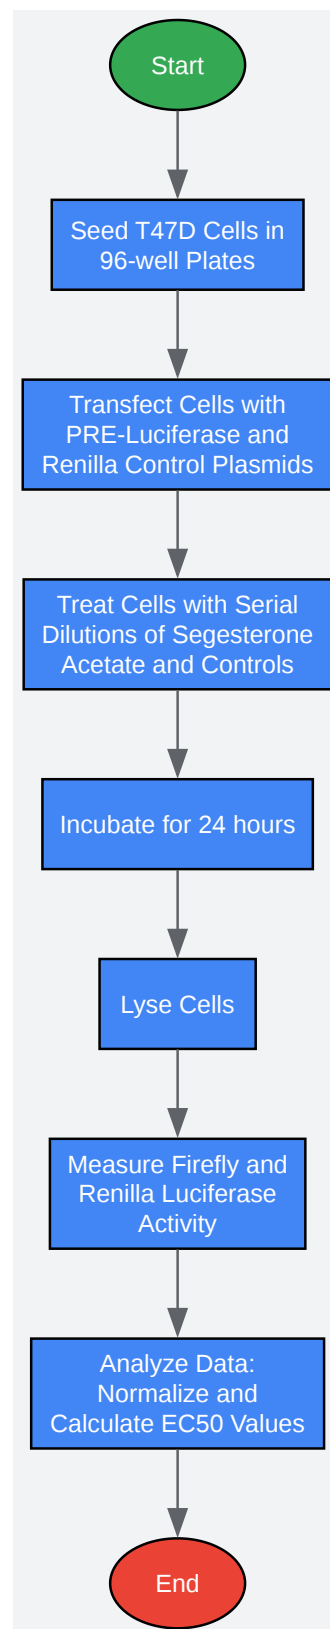 Start
Seed T47D Cells in
96-well Plates
Transfect Cells with
PRE-Luciferase and
Renilla Control Plasmids
Treat Cells with Serial
Dilutions of Segesterone
Acetate and Controls
Incubate for 24 hours
Lyse Cells
Measure Firefly and
Renilla Luciferase
Activity
Analyze Data:
Normalize and
Calculate EC50 Values
End